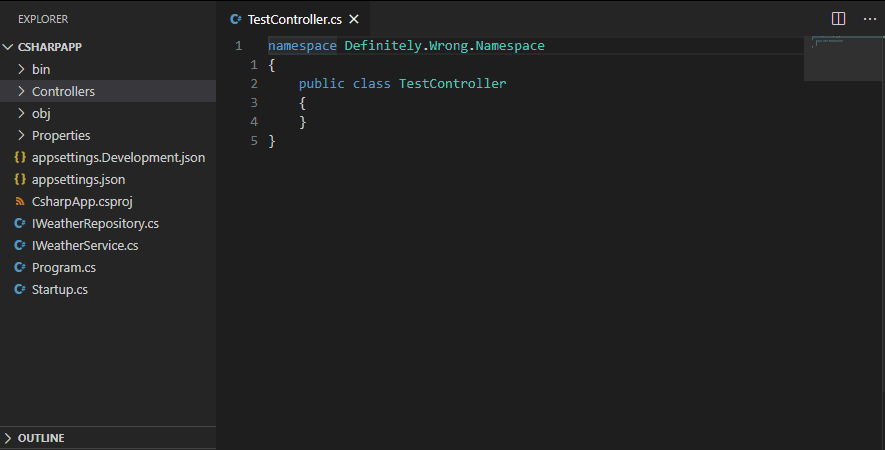 EXPLORER
CSHARPAPP
bin
Controllers
obj
Properties
{} appsettings.Development.json
{} appsettings.json
CsharpApp.csproj
C# IWeatherRepository.cs
C# IWeatherService.cs
C# Program.cs
C# Startup.cs
OUTLINE
C# TestController.cs
1 namespace Definitely.Wrong.Namespace
1 {
2     public class TestController
3     {
4     }
5 }